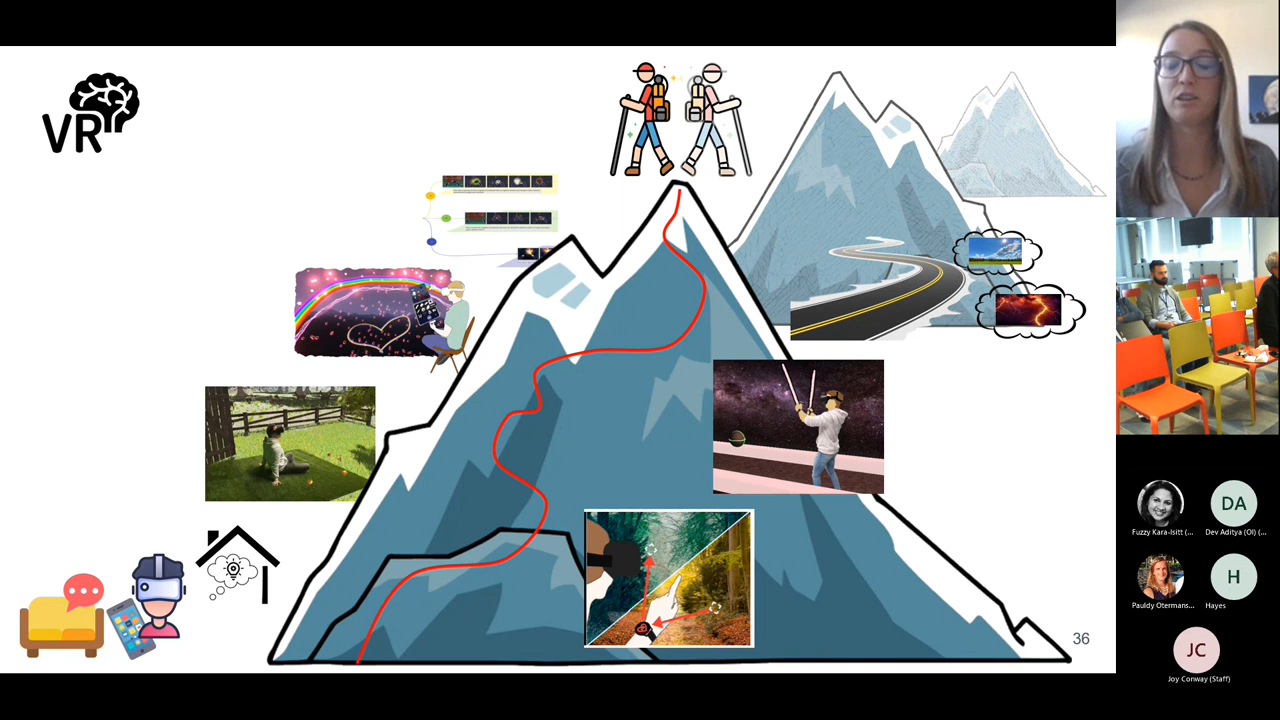 VR
36
Fuzzy Kara-Isitt (...
DA
Dev Aditya (OI) (...
Pauldy Otermans...
H
Hayes
JC
Joy Conway (Staff)